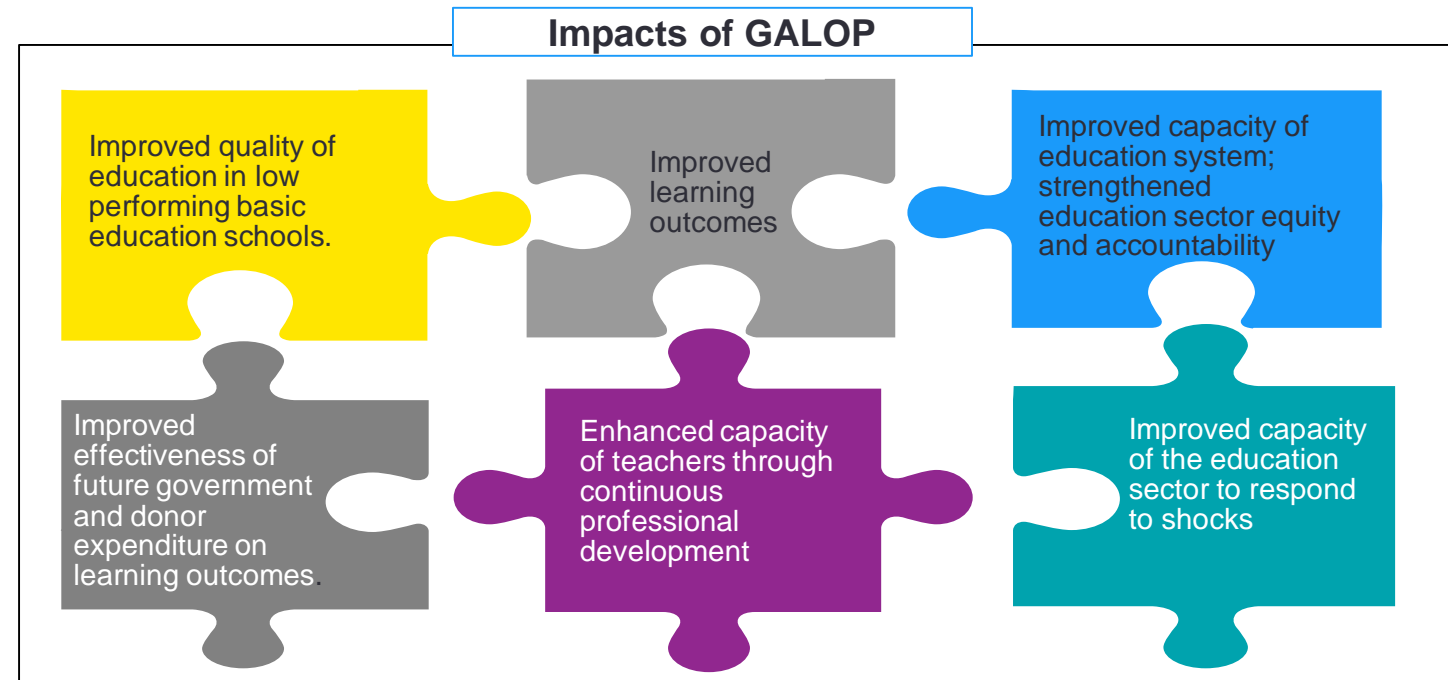 Impacts of GALOP
Improved quality of
education in low
performing basic
education schools.
Improved
learning
outcomes
Improved capacity of
education system;
strengthened
education sector equity
and accountability
Improved
effectiveness of
future government
and donor
expenditure on
learning outcomes.
Enhanced capacity
of teachers through
continuous
professional
development
Improved capacity
of the education
sector to respond
to shocks